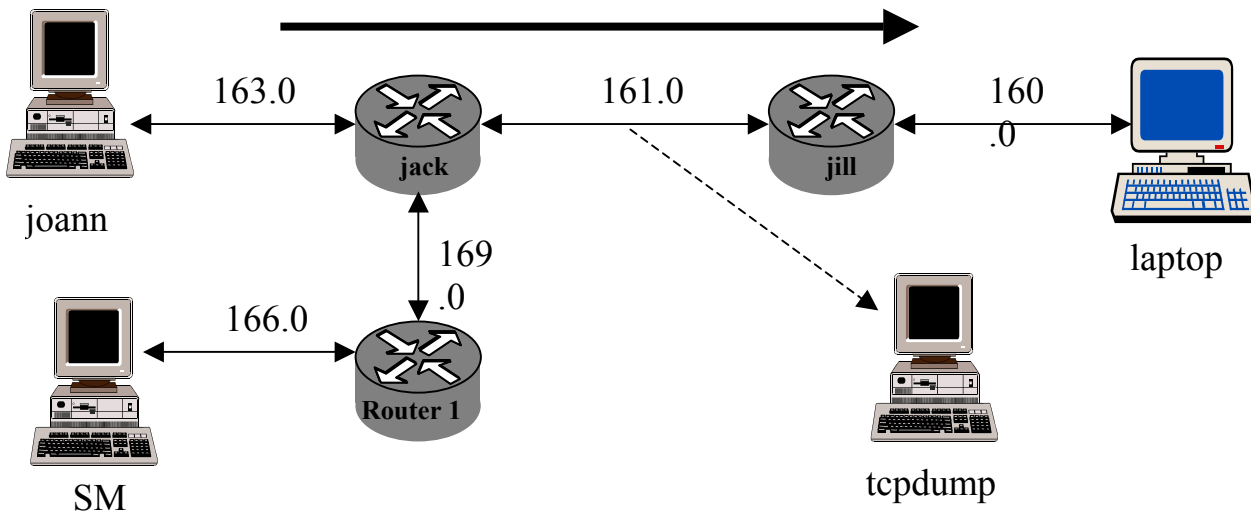 163.0
161.0
160
.0
jack
jill
joann
169
.0
laptop
166.0
Router 1
tcpdump
SM